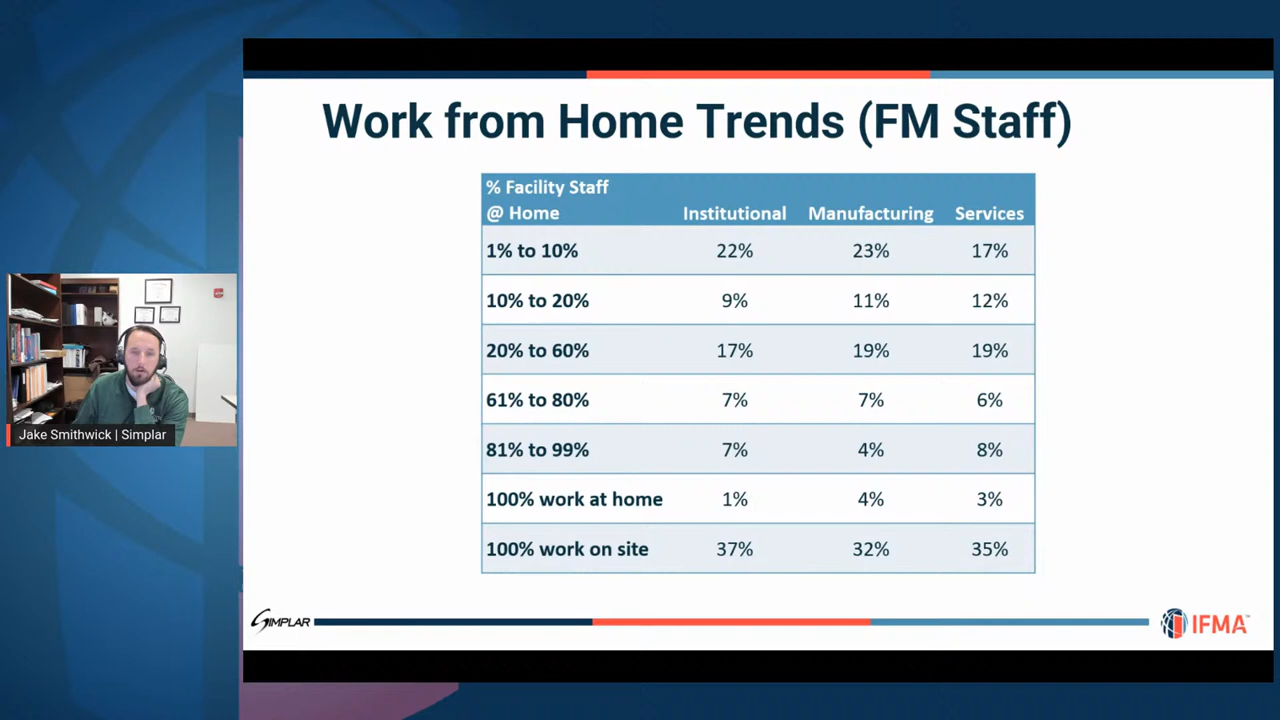 Work from Home Trends (FM Staff)
% Facility Staff
@ Home Institutional Manufacturing Services
1% to 10% 22% 23% 17%
10% to 20% 9% 11% 12%
20% to 60% 17% 19% 19%
61% to 80% 7% 7% 6%
81% to 99% 7% 4% 8%
100% work at home 1% 4% 3%
100% work on site 37% 32% 35%
Jake Smithwick | Simplar
SIMPLAR
IFMA™